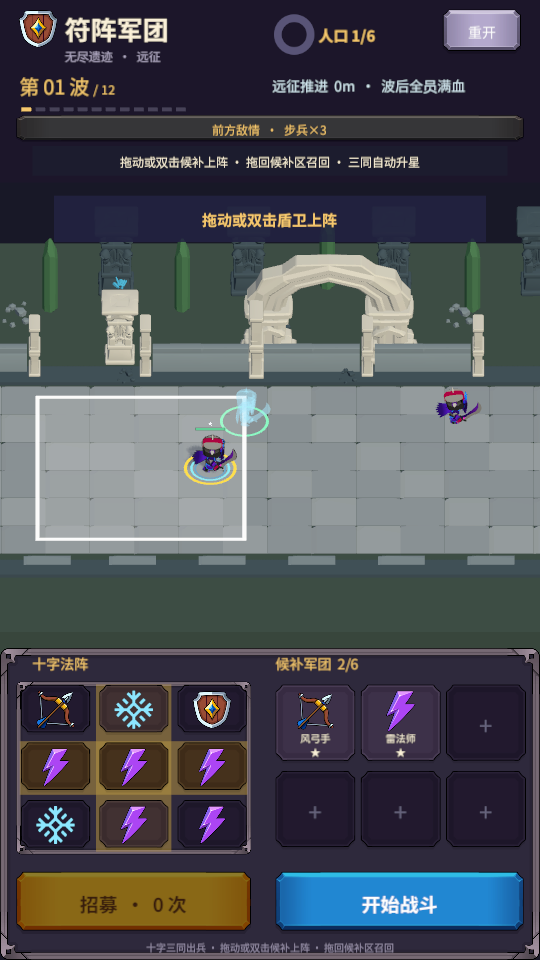 符阵军团
无尽遗迹 · 远征
人口 1/6
重开
第 01 波 / 12
远征推进 0m · 波后全员满血
前方敌情 · 步兵×3
拖动或双击候补上阵 · 拖回候补区召回 · 三同自动升星
拖动或双击盾卫上阵
十字法阵
候补军团 2/6
风弓手
★
雷法师
★
招募 · 0 次
开始战斗
十字三同出兵 · 拖动或双击候补上阵 · 拖回候补区召回